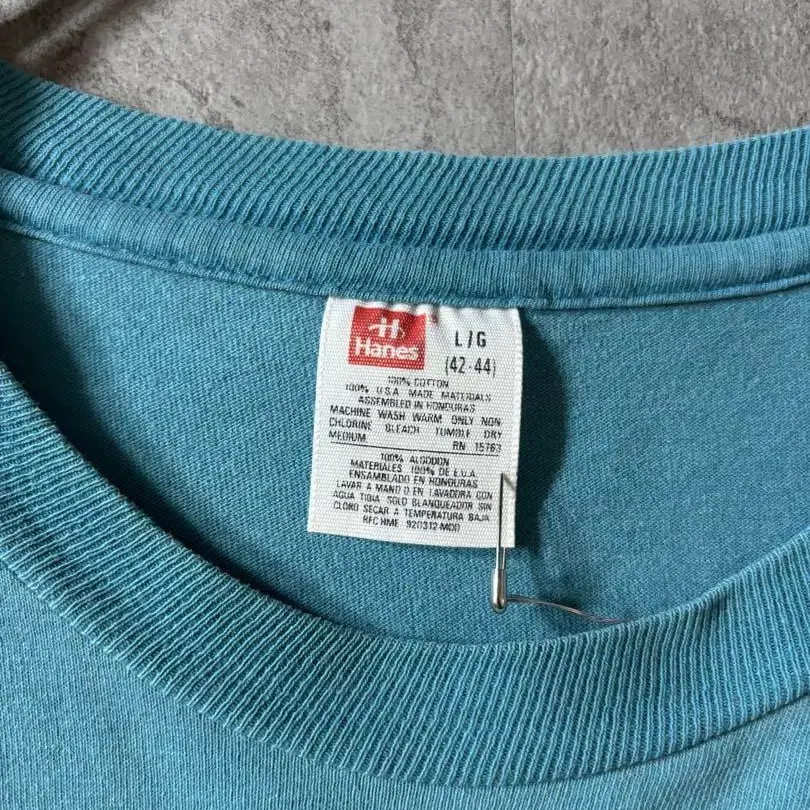 Hanes
L/G
(42-44)
100% COTTON
100% U.S.A. MADE MATERIALS
ASSEMBLED IN HONDURAS
MACHINE WASH WARM ONLY NON
CHLORINE BLEACH TUMBLE DRY
MEDIUM RN 15763
100% ALGODON
MATERIALES 100% DE E.U.A.
ENSAMBLADO EN HONDURAS
LAVAR A MANO O EN LAVADORA CON
AGUA TIBIA SOLO BLANQUEADOR SIN
CLORO SECAR A TEMPERATURA BAJA
RFC HME 920312-MD0